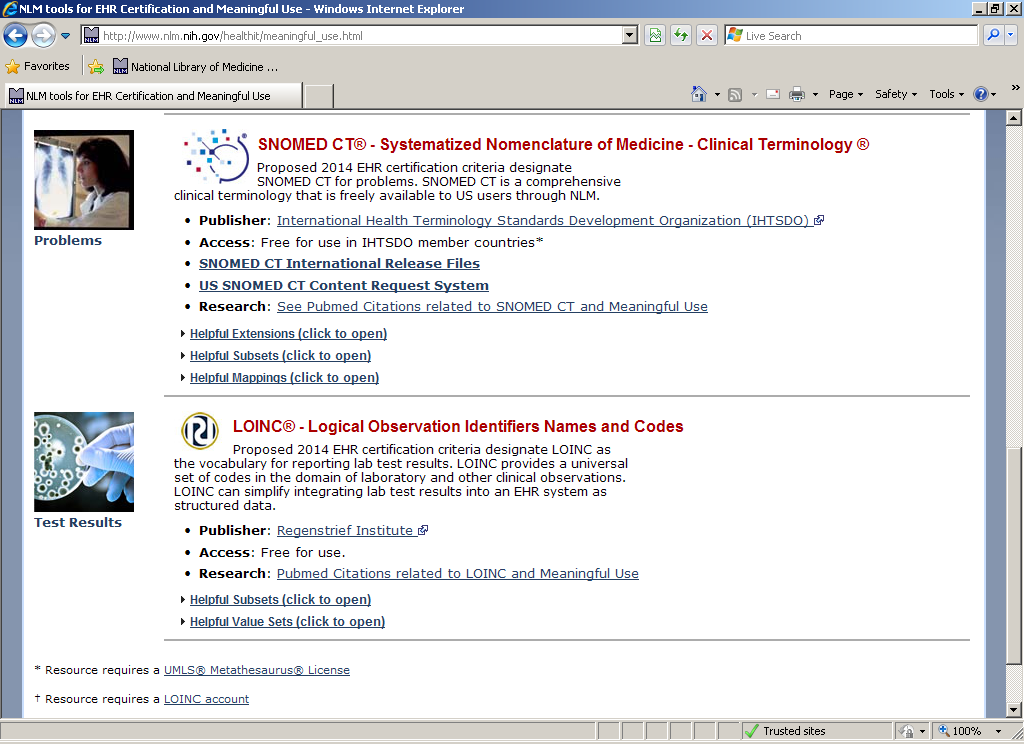 NLM tools for EHR Certification and Meaningful Use - Windows Internet Explorer
http://www.nlm.nih.gov/healthit/meaningful_use.html
Live Search
Favorites
NLM
National Library of Medicine ...
NLM tools for EHR Certification and Meaningful Use
Page
Safety
Tools
»
SNOMED CT® - Systematized Nomenclature of Medicine - Clinical Terminology ®
Proposed 2014 EHR certification criteria designate
SNOMED CT for problems. SNOMED CT is a comprehensive
clinical terminology that is freely available to US users through NLM.
• Publisher: International Health Terminology Standards Development Organization (IHTSDO)
Problems
• Access: Free for use in IHTSDO member countries*
• SNOMED CT International Release Files
• US SNOMED CT Content Request System
• Research: See Pubmed Citations related to SNOMED CT and Meaningful Use
Helpful Extensions (click to open)
Helpful Subsets (click to open)
Helpful Mappings (click to open)
LOINC® - Logical Observation Identifiers Names and Codes
Proposed 2014 EHR certification criteria designate LOINC as
the vocabulary for reporting lab test results. LOINC provides a universal
set of codes in the domain of laboratory and other clinical observations.
LOINC can simplify integrating lab test results into an EHR system as
structured data.
Test Results
• Publisher: Regenstrief Institute
• Access: Free for use.
• Research: Pubmed Citations related to LOINC and Meaningful Use
Helpful Subsets (click to open)
Helpful Value Sets (click to open)
* Resource requires a UMLS® Metathesaurus® License
† Resource requires a LOINC account
Trusted sites
100%